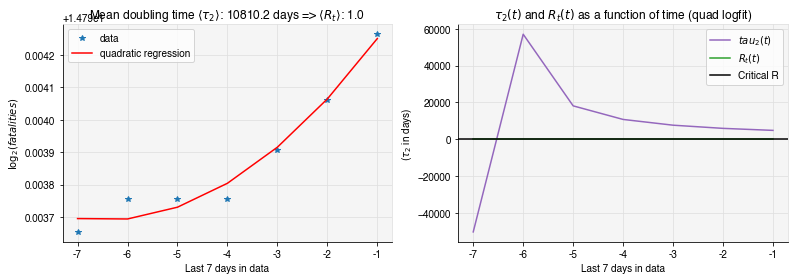 Mean doubling time ⟨τ₂⟩: 10810.2 days => ⟨Rₜ⟩: 1.0
0.0042
0.0041
0.0040
0.0039
0.0038
0.0037
log₂(fatalities)
data
quadratic regression
-7 -6 -5 -4 -3 -2 -1
Last 7 days in data
τ₂(t) and Rₜ(t) as a function of time (quad logfit)
60000
40000
20000
0
−20000
−40000
(τ₂ in days)
tau₂(t)
Rₜ(t)
Critical R
-7 -6 -5 -4 -3 -2 -1
Last 7 days in data